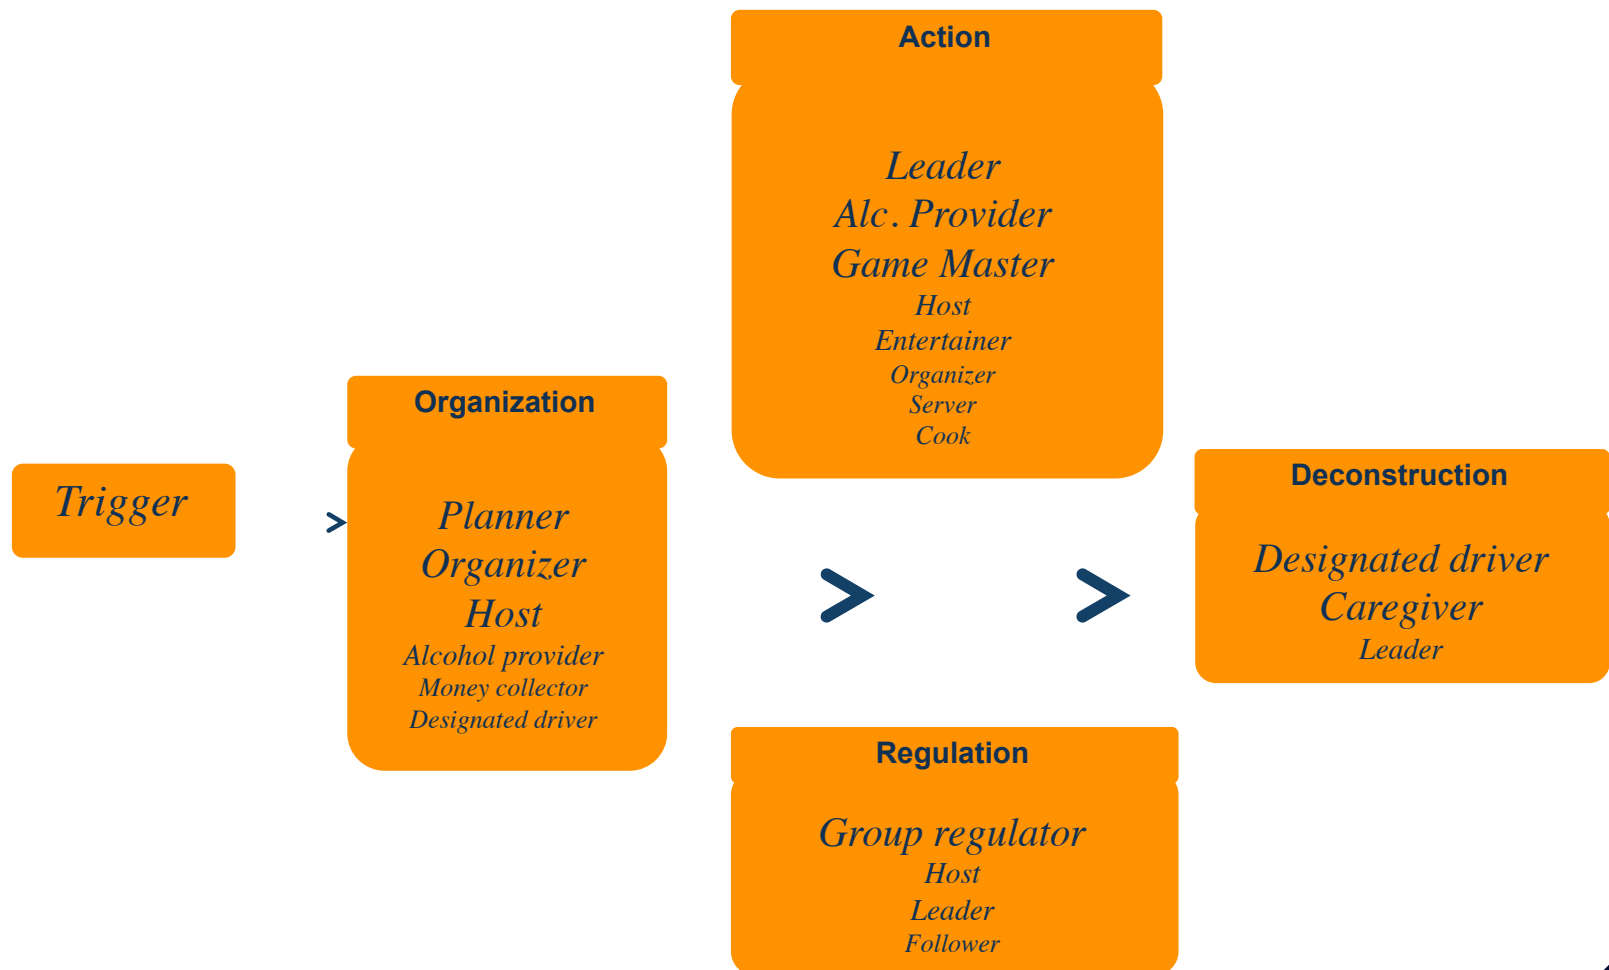 Trigger
Organization
Planner
Organizer
Host
Alcohol provider
Money collector
Designated driver
Action
Leader
Alc. Provider
Game Master
Host
Entertainer
Organizer
Server
Cook
Regulation
Group regulator
Host
Leader
Follower
Deconstruction
Designated driver
Caregiver
Leader